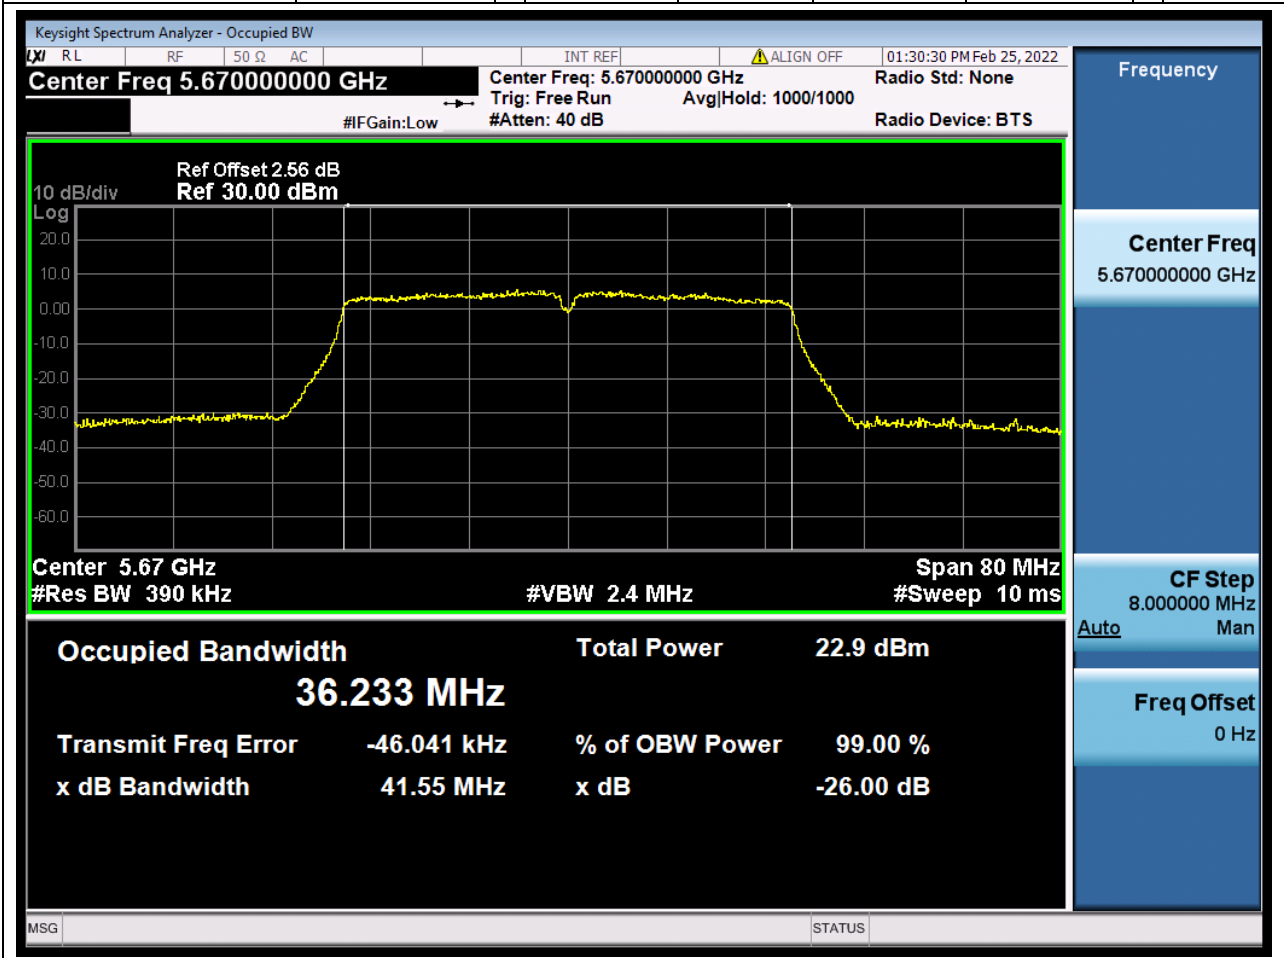 Keysight Spectrum Analyzer - Occupied BW
LXI RL RF 50 Ω AC INT REF ALIGN OFF 01:30:30 PM Feb 25, 2022
Center Freq 5.670000000 GHz
Center Freq: 5.670000000 GHz
Radio Std: None
Trig: Free Run Avg|Hold: 1000/1000
#IFGain:Low #Atten: 40 dB
Radio Device: BTS
Ref Offset 2.56 dB
10 dB/div Ref 30.00 dBm
Log
20.0
10.0
0.00
-10.0
-20.0
-30.0
-40.0
-50.0
-60.0
Center 5.67 GHz Span 80 MHz
#Res BW 390 kHz #VBW 2.4 MHz #Sweep 10 ms
Occupied Bandwidth Total Power 22.9 dBm
36.233 MHz
Transmit Freq Error -46.041 kHz % of OBW Power 99.00 %
x dB Bandwidth 41.55 MHz x dB -26.00 dB
MSG STATUS
Frequency
Center Freq
5.670000000 GHz
CF Step
8.000000 MHz
Auto Man
Freq Offset
0 Hz